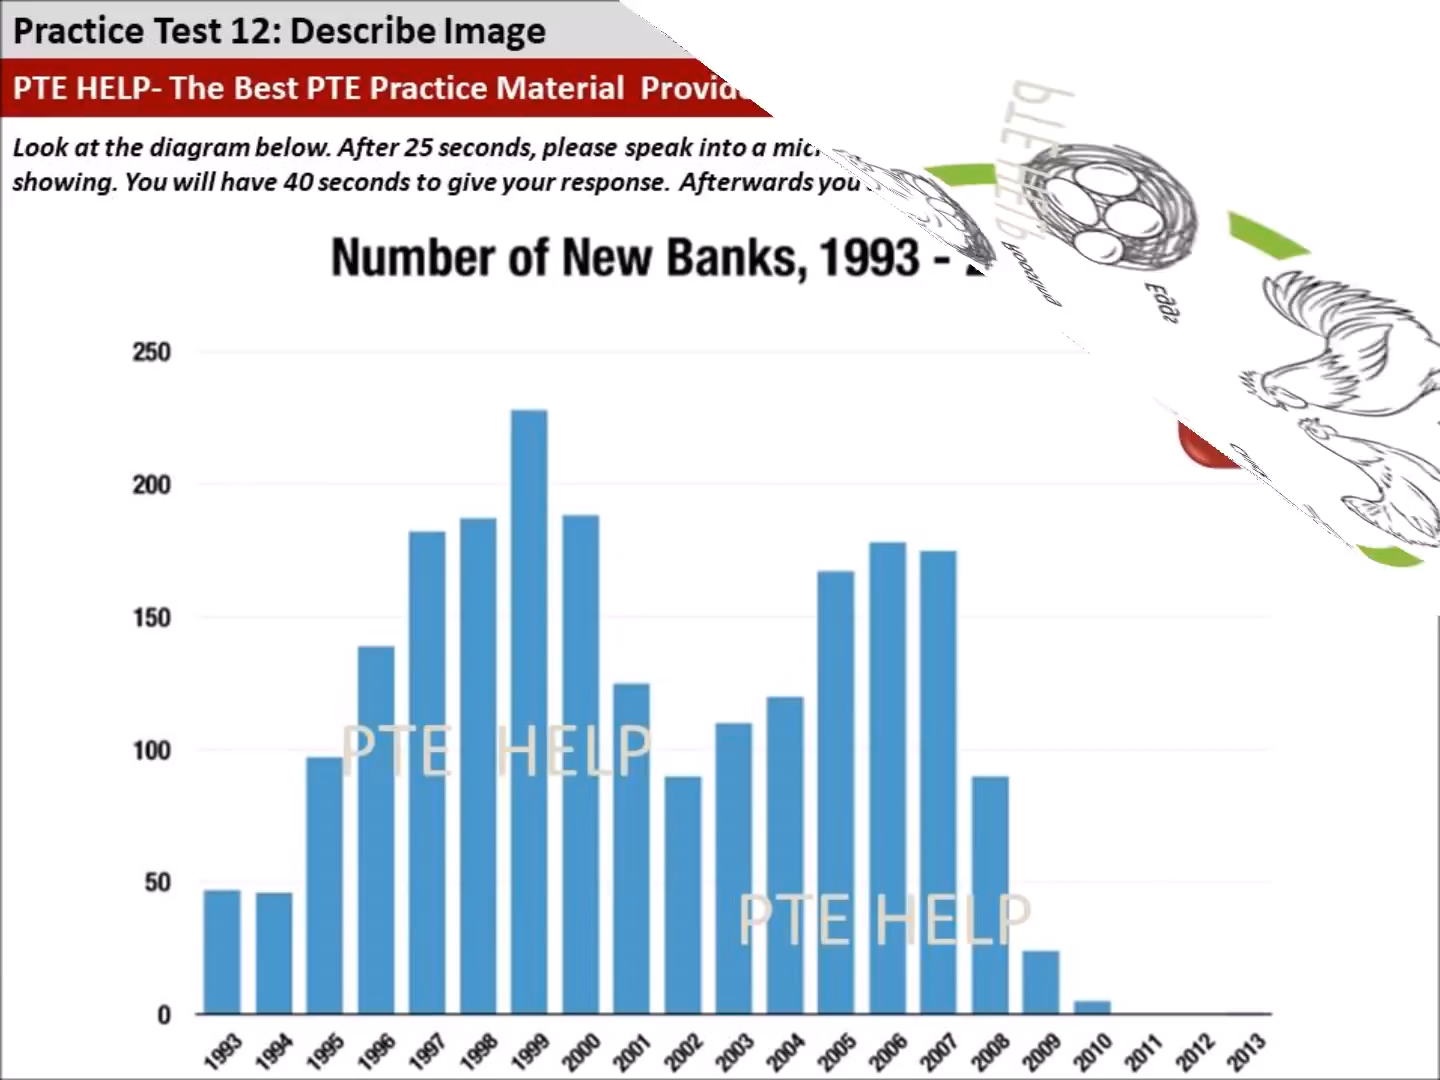 Practice Test 12: Describe Image
PTE HELP- The Best PTE Practice Material
Look at the diagram below. After 25 seconds, please speak into a
showing. You will have 40 seconds to give your response. Afterwards you
Number of New Banks, 1993 -
250
200
150
100
50
0
PTE HELP
PTE HELP
PTE HELP
Eggs
1993 1994 1995 1996 1997 1998 1999 2000 2001 2002 2003 2004 2005 2006 2007 2008 2009 2010 2011 2012 2013